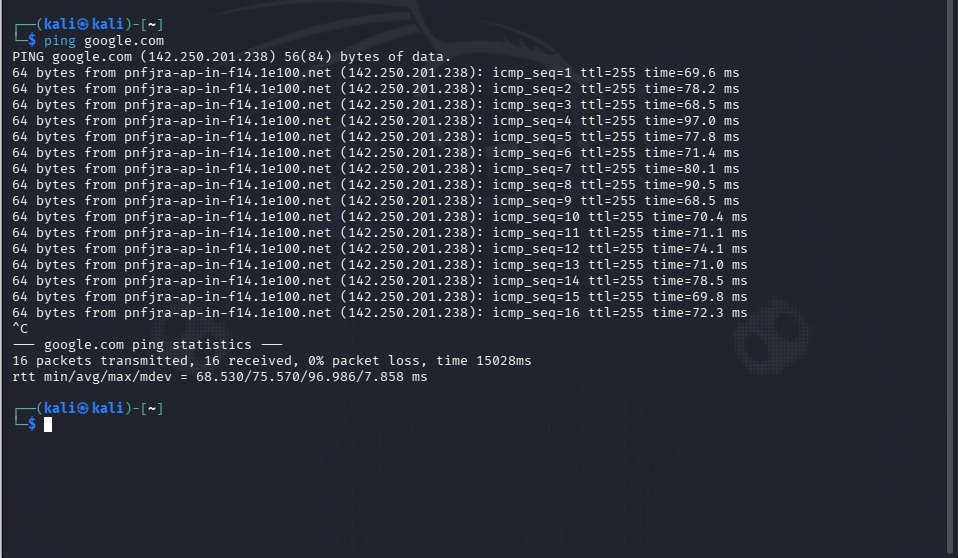 ┌──(kali㉿kali)-[~]
└─$ ping google.com
PING google.com (142.250.201.238) 56(84) bytes of data.
64 bytes from pnfjra-ap-in-f14.1e100.net (142.250.201.238): icmp_seq=1 ttl=255 time=69.6 ms
64 bytes from pnfjra-ap-in-f14.1e100.net (142.250.201.238): icmp_seq=2 ttl=255 time=78.2 ms
64 bytes from pnfjra-ap-in-f14.1e100.net (142.250.201.238): icmp_seq=3 ttl=255 time=68.5 ms
64 bytes from pnfjra-ap-in-f14.1e100.net (142.250.201.238): icmp_seq=4 ttl=255 time=97.0 ms
64 bytes from pnfjra-ap-in-f14.1e100.net (142.250.201.238): icmp_seq=5 ttl=255 time=77.8 ms
64 bytes from pnfjra-ap-in-f14.1e100.net (142.250.201.238): icmp_seq=6 ttl=255 time=71.4 ms
64 bytes from pnfjra-ap-in-f14.1e100.net (142.250.201.238): icmp_seq=7 ttl=255 time=80.1 ms
64 bytes from pnfjra-ap-in-f14.1e100.net (142.250.201.238): icmp_seq=8 ttl=255 time=90.5 ms
64 bytes from pnfjra-ap-in-f14.1e100.net (142.250.201.238): icmp_seq=9 ttl=255 time=68.5 ms
64 bytes from pnfjra-ap-in-f14.1e100.net (142.250.201.238): icmp_seq=10 ttl=255 time=70.4 ms
64 bytes from pnfjra-ap-in-f14.1e100.net (142.250.201.238): icmp_seq=11 ttl=255 time=71.1 ms
64 bytes from pnfjra-ap-in-f14.1e100.net (142.250.201.238): icmp_seq=12 ttl=255 time=74.1 ms
64 bytes from pnfjra-ap-in-f14.1e100.net (142.250.201.238): icmp_seq=13 ttl=255 time=71.0 ms
64 bytes from pnfjra-ap-in-f14.1e100.net (142.250.201.238): icmp_seq=14 ttl=255 time=78.5 ms
64 bytes from pnfjra-ap-in-f14.1e100.net (142.250.201.238): icmp_seq=15 ttl=255 time=69.8 ms
64 bytes from pnfjra-ap-in-f14.1e100.net (142.250.201.238): icmp_seq=16 ttl=255 time=72.3 ms
^C
--- google.com ping statistics ---
16 packets transmitted, 16 received, 0% packet loss, time 15028ms
rtt min/avg/max/mdev = 68.530/75.570/96.986/7.858 ms
┌──(kali㉿kali)-[~]
└─$